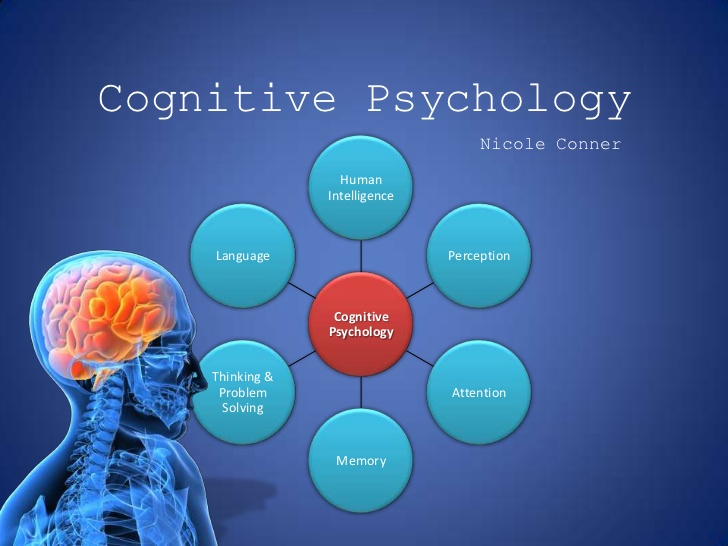 Cognitive Psychology
Nicole Conner
Human
Intelligence
Language
Perception
Cognitive
Psychology
Thinking &
Problem
Solving
Attention
Memory